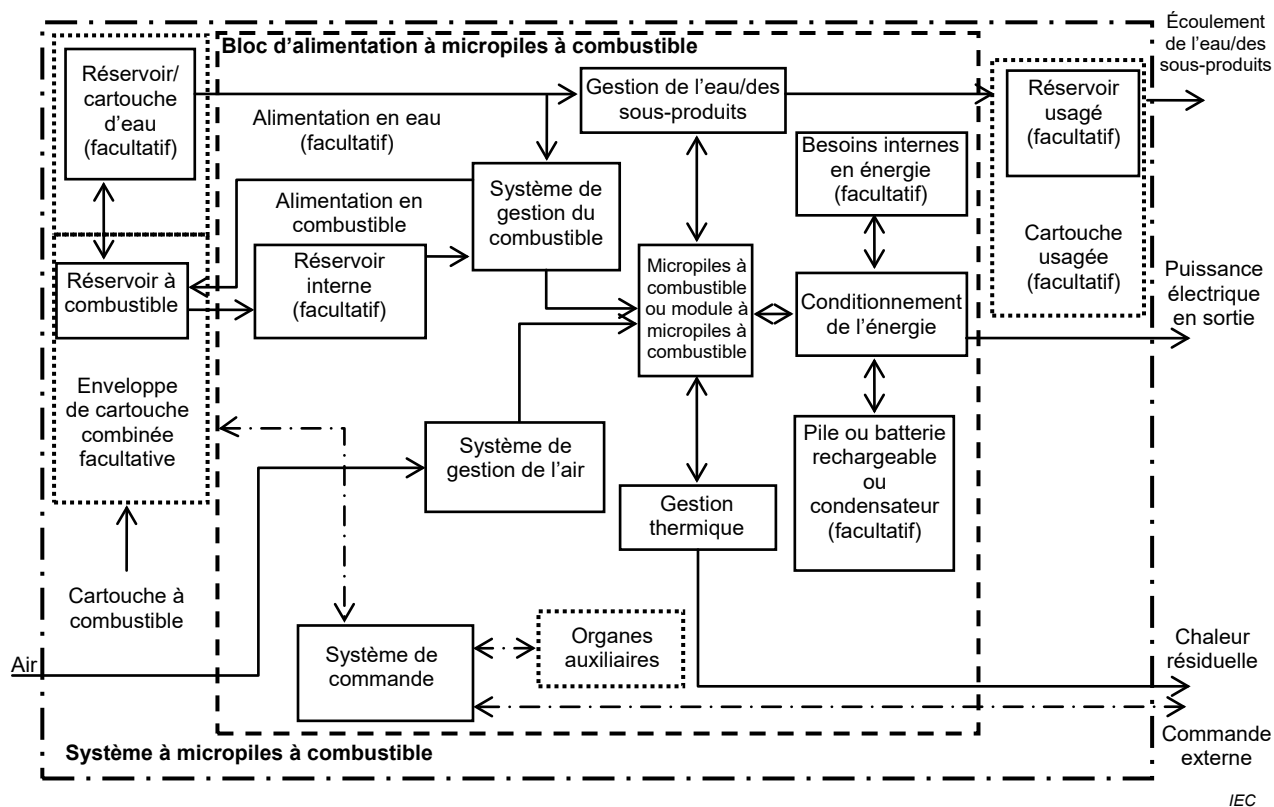 Bloc d’alimentation à micropiles à combustible
Réservoir/
cartouche
d’eau
(facultatif)
Alimentation en eau
(facultatif)
Gestion de l’eau/des
sous-produits
Réservoir
usagé
(facultatif)
Écoulement
de l’eau/des
sous-produits
Besoins internes
en énergie
(facultatif)
Système de
gestion du
combustible
Alimentation en
combustible
Cartouche
usagée
(facultatif)
Réservoir à
combustible
Réservoir
interne
(facultatif)
Micropiles à
combustible
ou module à
micropiles à
combustible
Conditionnement
de l’énergie
Puissance
électrique
en sortie
Enveloppe
de cartouche
combinée
facultative
Système de
gestion de l’air
Pile ou batterie
rechargeable
ou
condensateur
(facultatif)
Gestion
thermique
Cartouche à
combustible
Air
Système de
commande
Organes
auxiliaires
Chaleur
résiduelle
Commande
externe
Système à micropiles à combustible
IEC